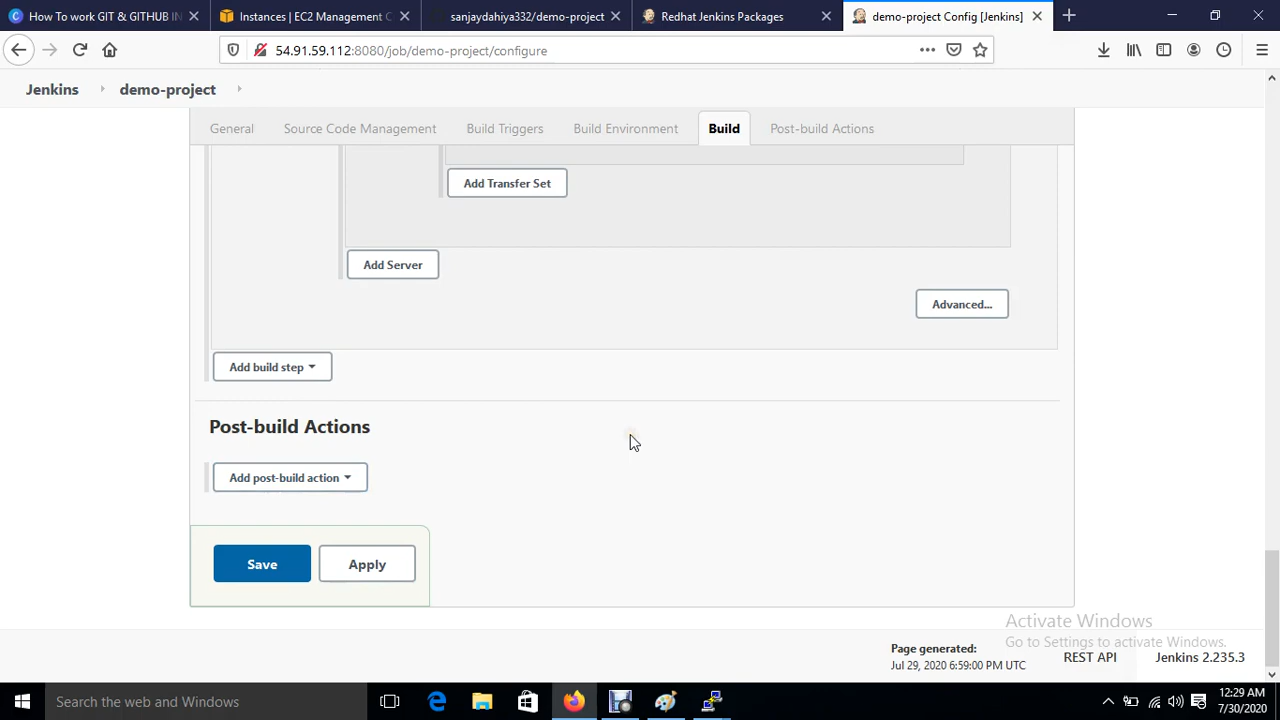 How To work GIT & GITHUB IN
Instances | EC2 Management C
sanjaydahiya332/demo-project
Redhat Jenkins Packages
demo-project Config [Jenkins]
54.91.59.112:8080/job/demo-project/configure
Jenkins
demo-project
General
Source Code Management
Build Triggers
Build Environment
Build
Post-build Actions
Add Transfer Set
Add Server
Advanced...
Add build step
Post-build Actions
Add post-build action
Save
Apply
Activate Windows
Go to Settings to activate Windows.
Page generated:
Jul 29, 2020 6:59:00 PM UTC
REST API
Jenkins 2.235.3
Search the web and Windows
12:29 AM
7/30/2020